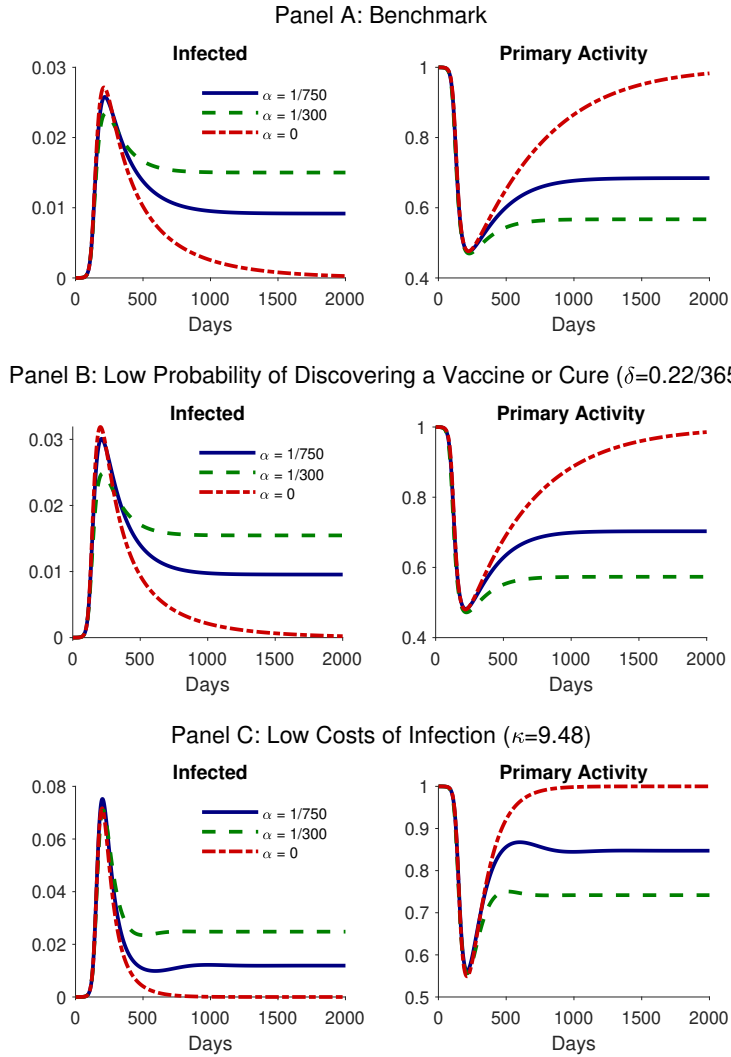 Panel A: Benchmark
Infected
0.03
0.02
0.01
0
0 500 1000 1500 2000
Days
α = 1/750
α = 1/300
α = 0
Primary Activity
1
0.8
0.6
0.4
0 500 1000 1500 2000
Days
Panel B: Low Probability of Discovering a Vaccine or Cure (δ=0.22/365
Infected
0.03
0.02
0.01
0
0 500 1000 1500 2000
Days
α = 1/750
α = 1/300
α = 0
Primary Activity
1
0.8
0.6
0.4
0 500 1000 1500 2000
Days
Panel C: Low Costs of Infection (κ=9.48)
Infected
0.08
0.06
0.04
0.02
0
0 500 1000 1500 2000
Days
α = 1/750
α = 1/300
α = 0
Primary Activity
1
0.9
0.8
0.7
0.6
0.5
0 500 1000 1500 2000
Days